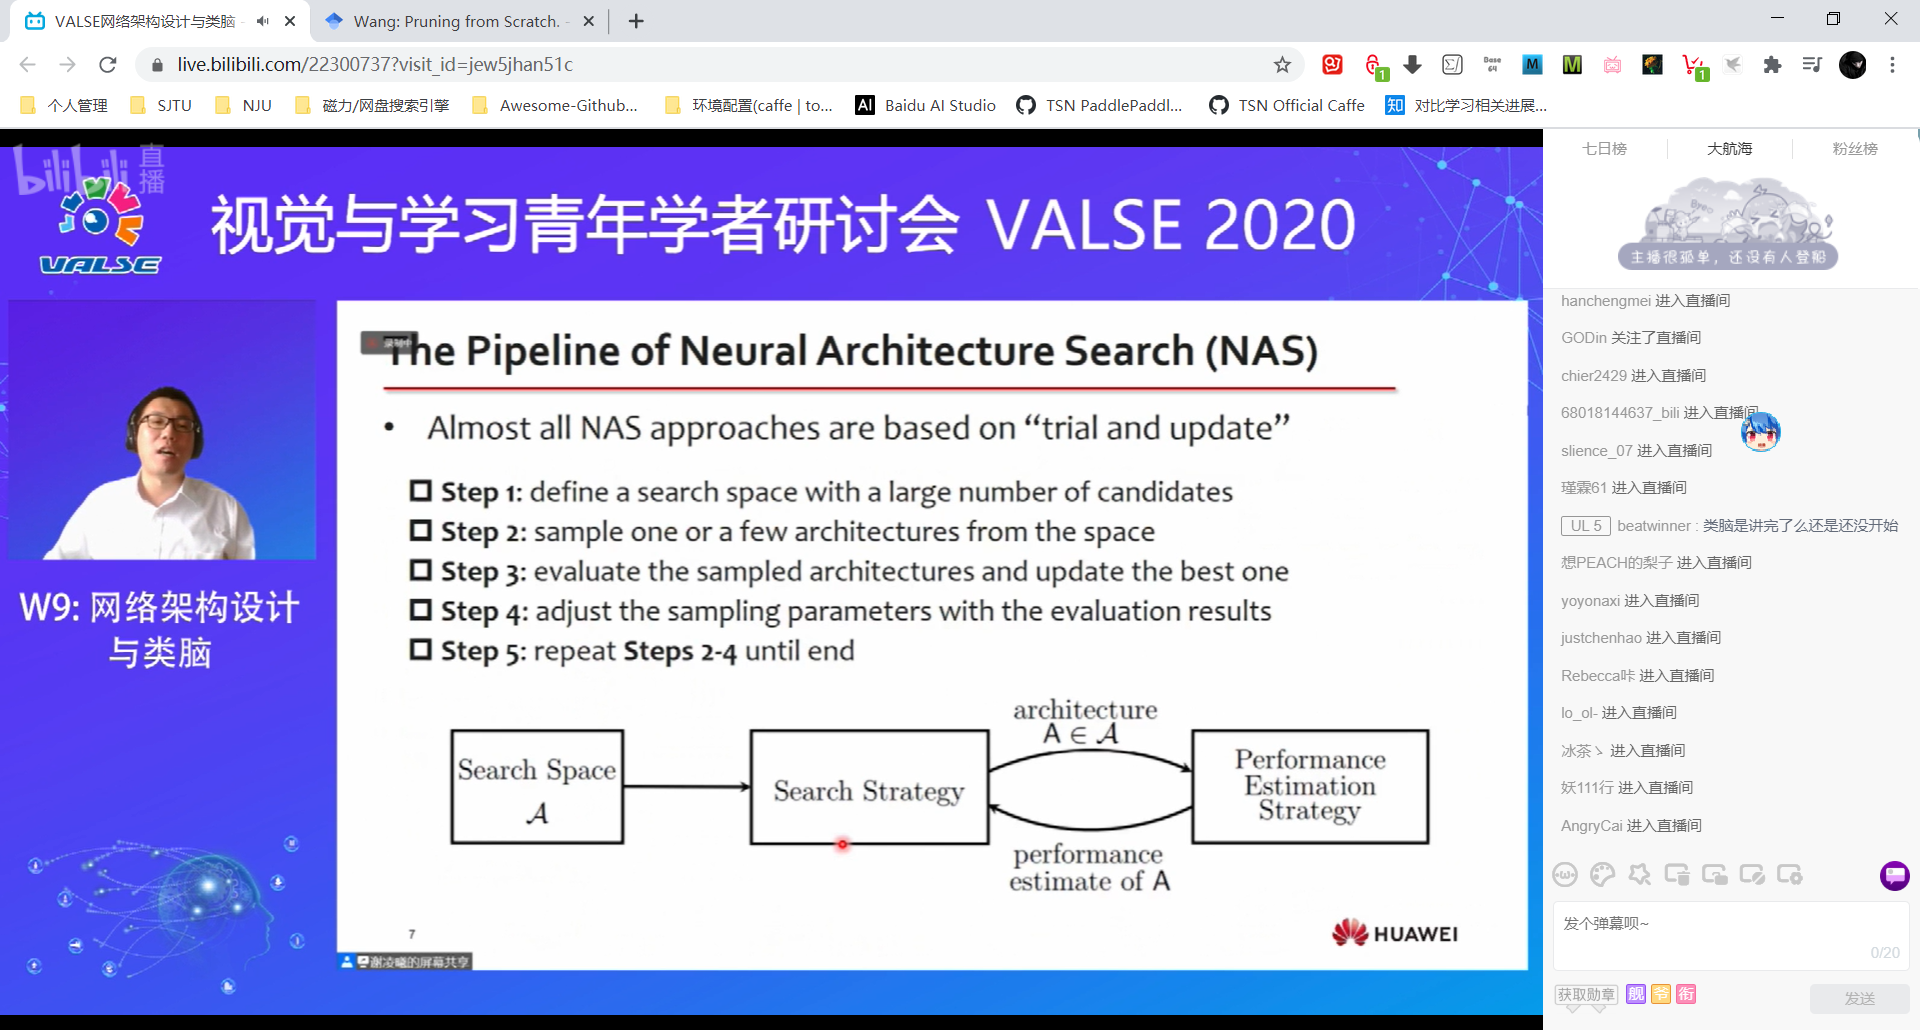 VALSE网络架构设计与类脑
Wang: Pruning from Scratch.
live.bilibili.com/22300737?visit_id=jew5jhan51c
个人管理
SJTU
NJU
磁力/网盘搜索引擎
Awesome-Github...
环境配置(caffe | to...
AI Baidu AI Studio
TSN PaddlePaddl...
TSN Official Caffe
知 对比学习相关进展...
bilibili 直播
VALSE
视觉与学习青年学者研讨会 VALSE 2020
W9: 网络架构设计
与类脑
The Pipeline of Neural Architecture Search (NAS)
• Almost all NAS approaches are based on “trial and update”
Step 1: define a search space with a large number of candidates
Step 2: sample one or a few architectures from the space
Step 3: evaluate the sampled architectures and update the best one
Step 4: adjust the sampling parameters with the evaluation results
Step 5: repeat Steps 2-4 until end
Search Space
𝒜
Search Strategy
architecture
A ∈ 𝒜
Performance
Estimation
Strategy
performance
estimate of A
7
HUAWEI
谢凌曦的屏幕共享
七日榜
大航海
粉丝榜
主播很孤单，还没有人登船
hanchengmei 进入直播间
GODin 关注了直播间
chier2429 进入直播间
68018144637_bili 进入直播间
slience_07 进入直播间
瑾霖61 进入直播间
UL 5 beatwinner : 类脑是讲完了么还是还没开始
想PEACH的梨子 进入直播间
yoyonaxi 进入直播间
justchenhao 进入直播间
Rebecca咔 进入直播间
lo_ol- 进入直播间
冰茶ヽ 进入直播间
妖111行 进入直播间
AngryCai 进入直播间
发个弹幕呗~
0/20
获取勋章
舰
爷
衔
发送